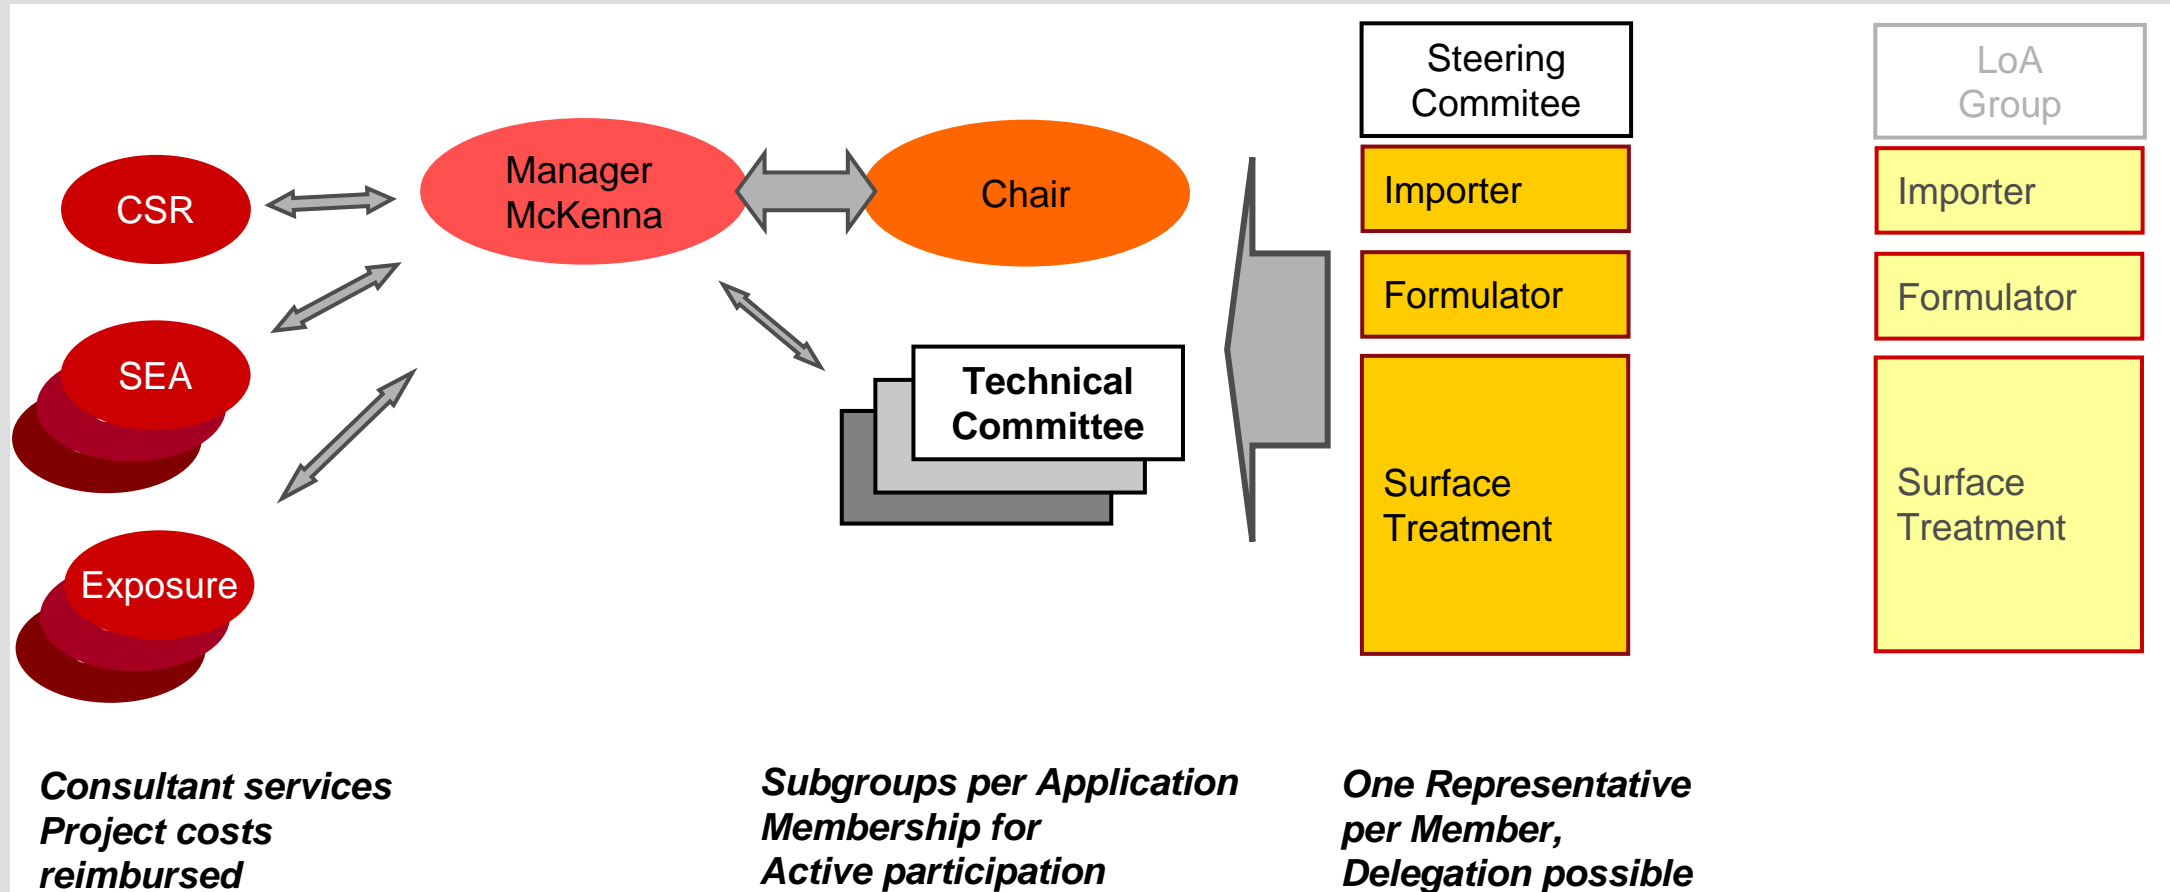 CSR
SEA
Exposure
Manager
McKenna
Chair
Technical
Committee
Steering
Commitee
Importer
Formulator
Surface
Treatment
LoA
Group
Importer
Formulator
Surface
Treatment
Consultant services
Project costs
reimbursed
Subgroups per Application
Membership for
Active participation
One Representative
per Member,
Delegation possible